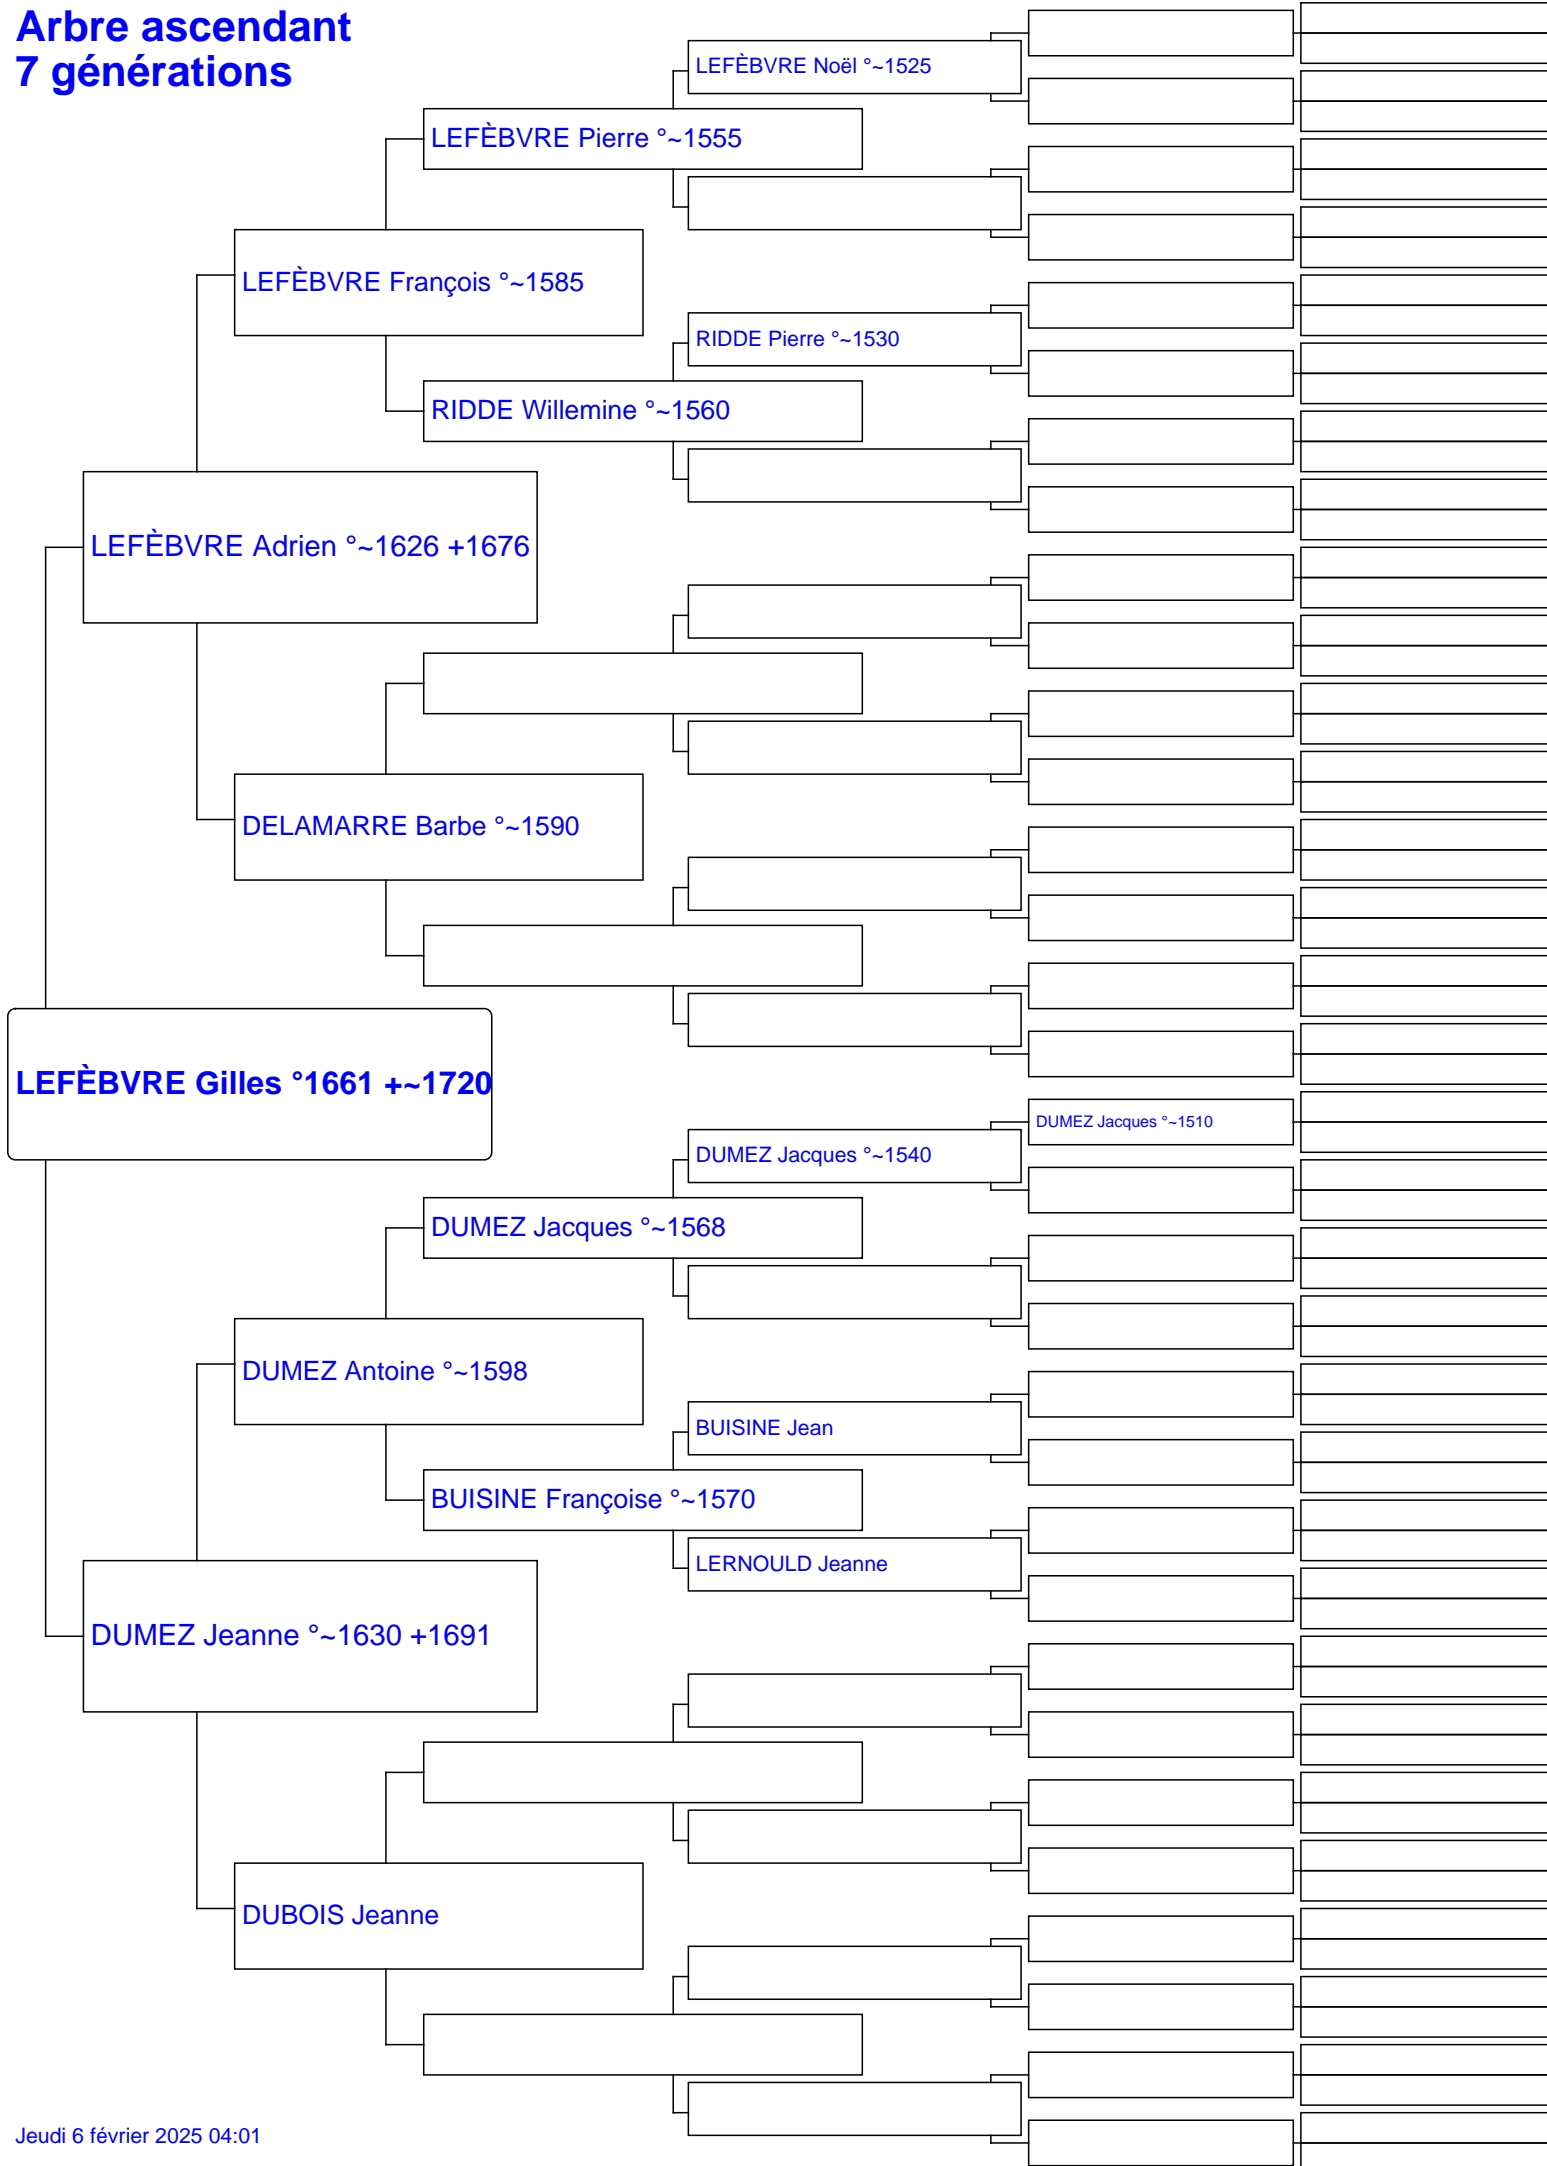 Arbre ascendant
7 générations
LEFÈBVRE Noël °~1525
LEFÈBVRE Pierre °~1555
LEFÈBVRE François °~1585
RIDDE Pierre °~1530
RIDDE Willemine °~1560
LEFÈBVRE Adrien °~1626 +1676
DELAMARRE Barbe °~1590
LEFÈBVRE Gilles °1661 +~1720
DUMEZ Jacques °~1510
DUMEZ Jacques °~1540
DUMEZ Jacques °~1568
DUMEZ Antoine °~1598
BUISINE Jean
BUISINE Françoise °~1570
LERNOULD Jeanne
DUMEZ Jeanne °~1630 +1691
DUBOIS Jeanne
Jeudi 6 février 2025 04:01